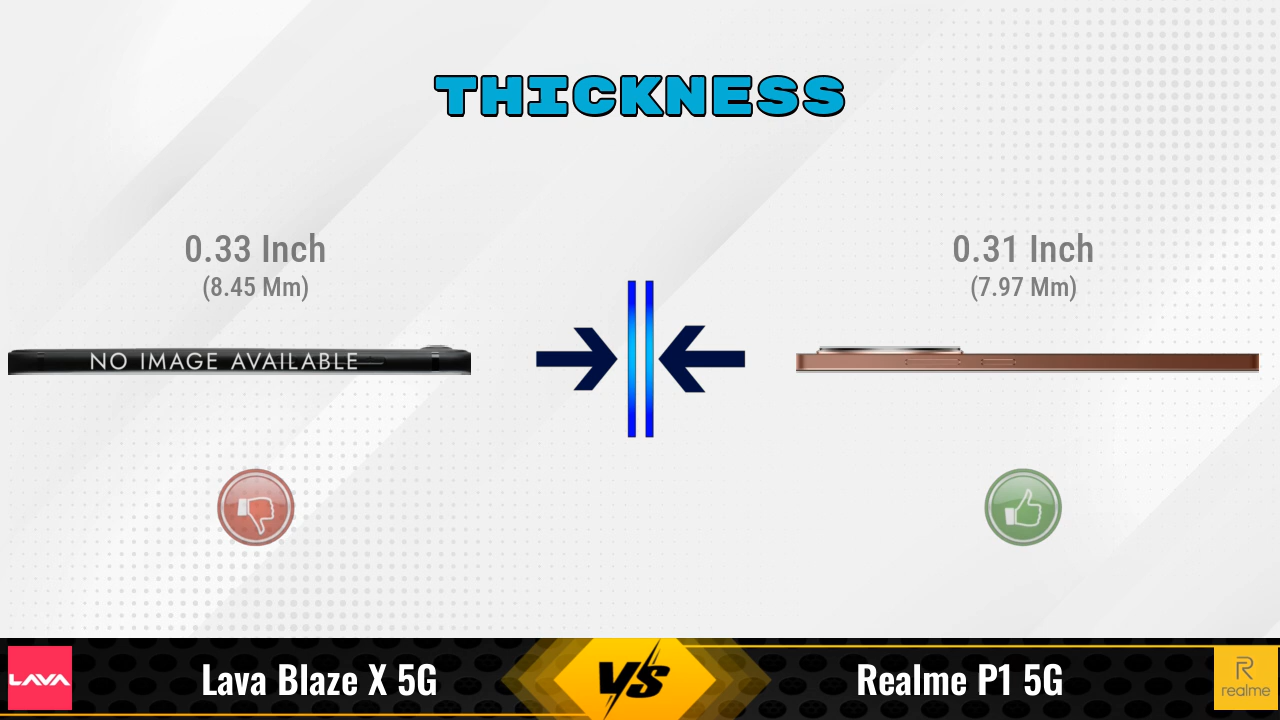 THICKNESS
0.33 Inch
(8.45 Mm)
0.31 Inch
(7.97 Mm)
NO IMAGE AVAILABLE
LAVA
Lava Blaze X 5G
VS
Realme P1 5G
R
realme